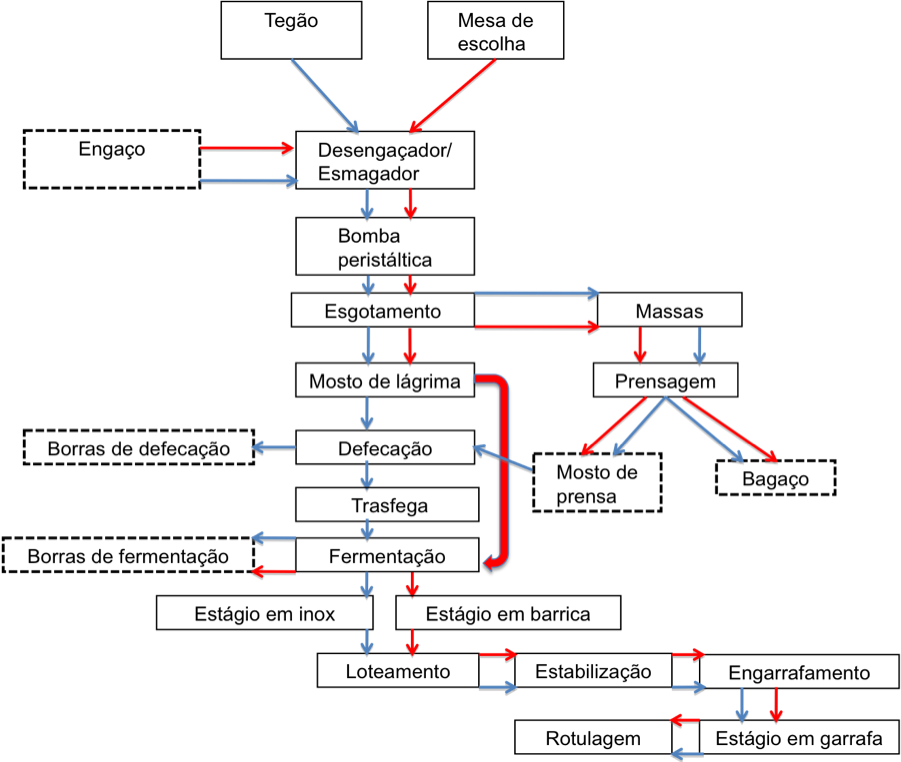 Tegão
Mesa de
escolha
Engaço
Desengaçador/
Esmagador
Bomba
peristáltica
Esgotamento
Massas
Mosto de lágrima
Prensagem
Borras de defecação
Defecação
Mosto de
prensa
Bagaço
Trasfega
Borras de fermentação
Fermentação
Estágio em inox
Estágio em barrica
Loteamento
Estabilização
Engarrafamento
Rotulagem
Estágio em garrafa